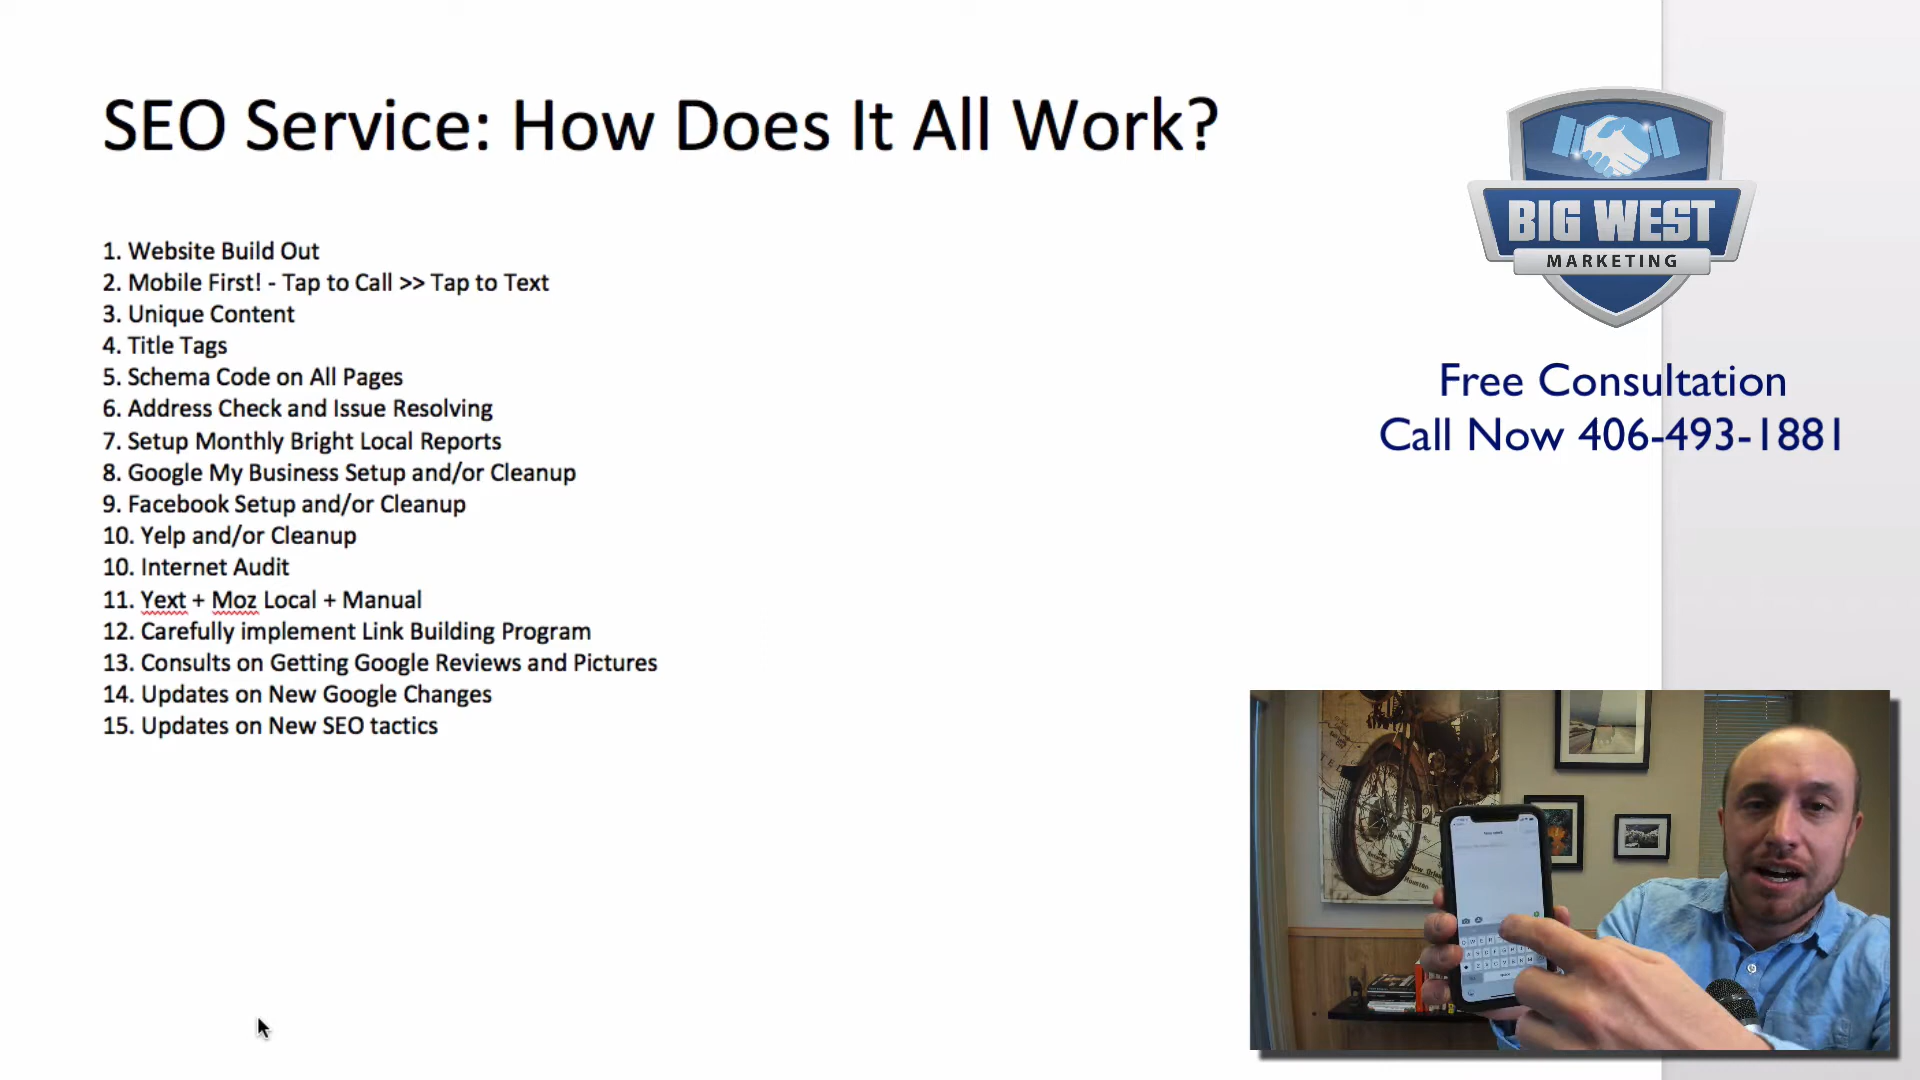 SEO Service: How Does It All Work?
1. Website Build Out
2. Mobile First! - Tap to Call >> Tap to Text
3. Unique Content
4. Title Tags
5. Schema Code on All Pages
6. Address Check and Issue Resolving
7. Setup Monthly Bright Local Reports
8. Google My Business Setup and/or Cleanup
9. Facebook Setup and/or Cleanup
10. Yelp and/or Cleanup
10. Internet Audit
11. Yext + Moz Local + Manual
12. Carefully implement Link Building Program
13. Consults on Getting Google Reviews and Pictures
14. Updates on New Google Changes
15. Updates on New SEO tactics
BIG WEST
MARKETING
Free Consultation
Call Now 406-493-1881